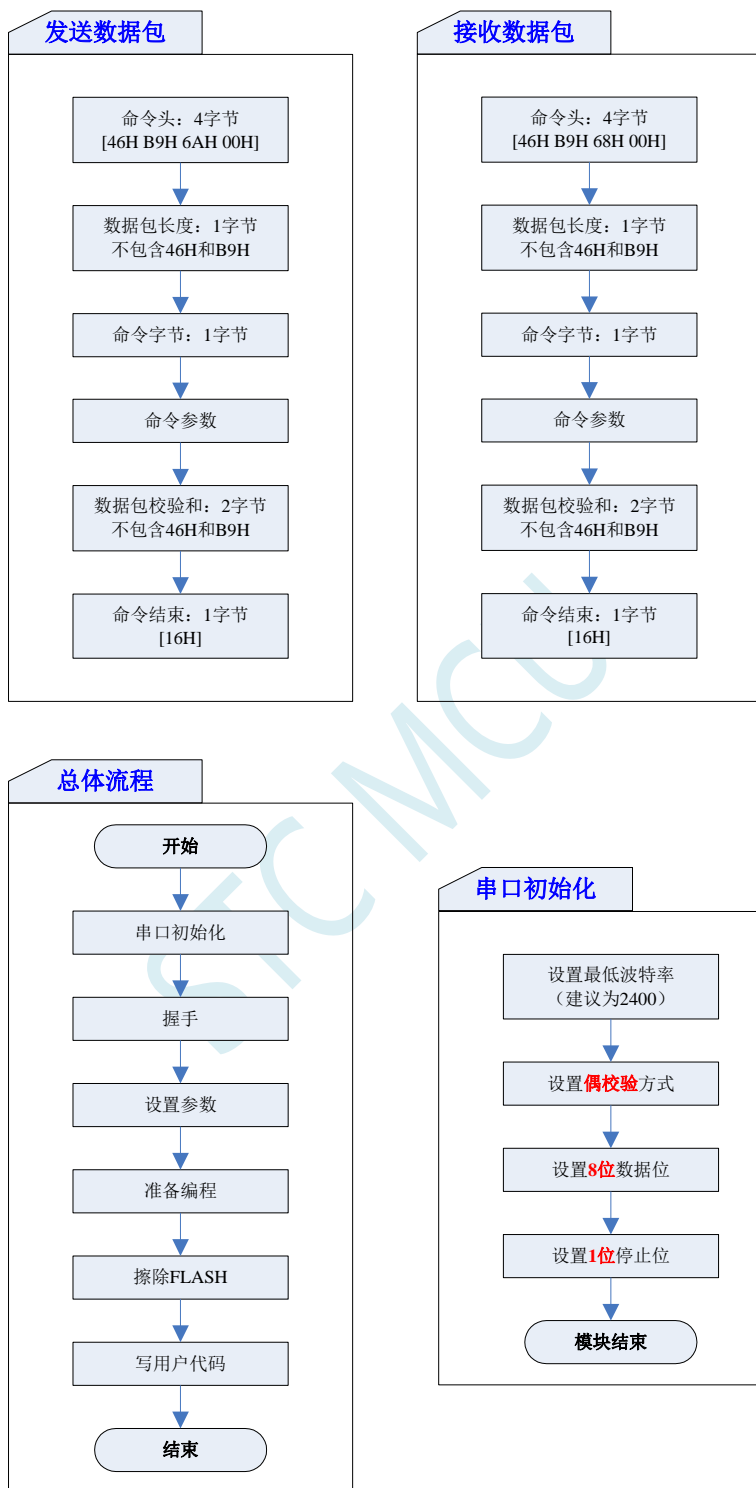 发送数据包
命令头：4字节
[46H B9H 6AH 00H]
数据包长度：1字节
不包含46H和B9H
命令字节：1字节
命令参数
数据包校验和：2字节
不包含46H和B9H
命令结束：1字节
[16H]
接收数据包
命令头：4字节
[46H B9H 68H 00H]
数据包长度：1字节
不包含46H和B9H
命令字节：1字节
命令参数
数据包校验和：2字节
不包含46H和B9H
命令结束：1字节
[16H]
总体流程
开始
串口初始化
握手
设置参数
准备编程
擦除FLASH
写用户代码
结束
串口初始化
设置最低波特率
（建议为2400）
设置偶校验方式
设置8位数据位
设置1位停止位
模块结束
STC MCU